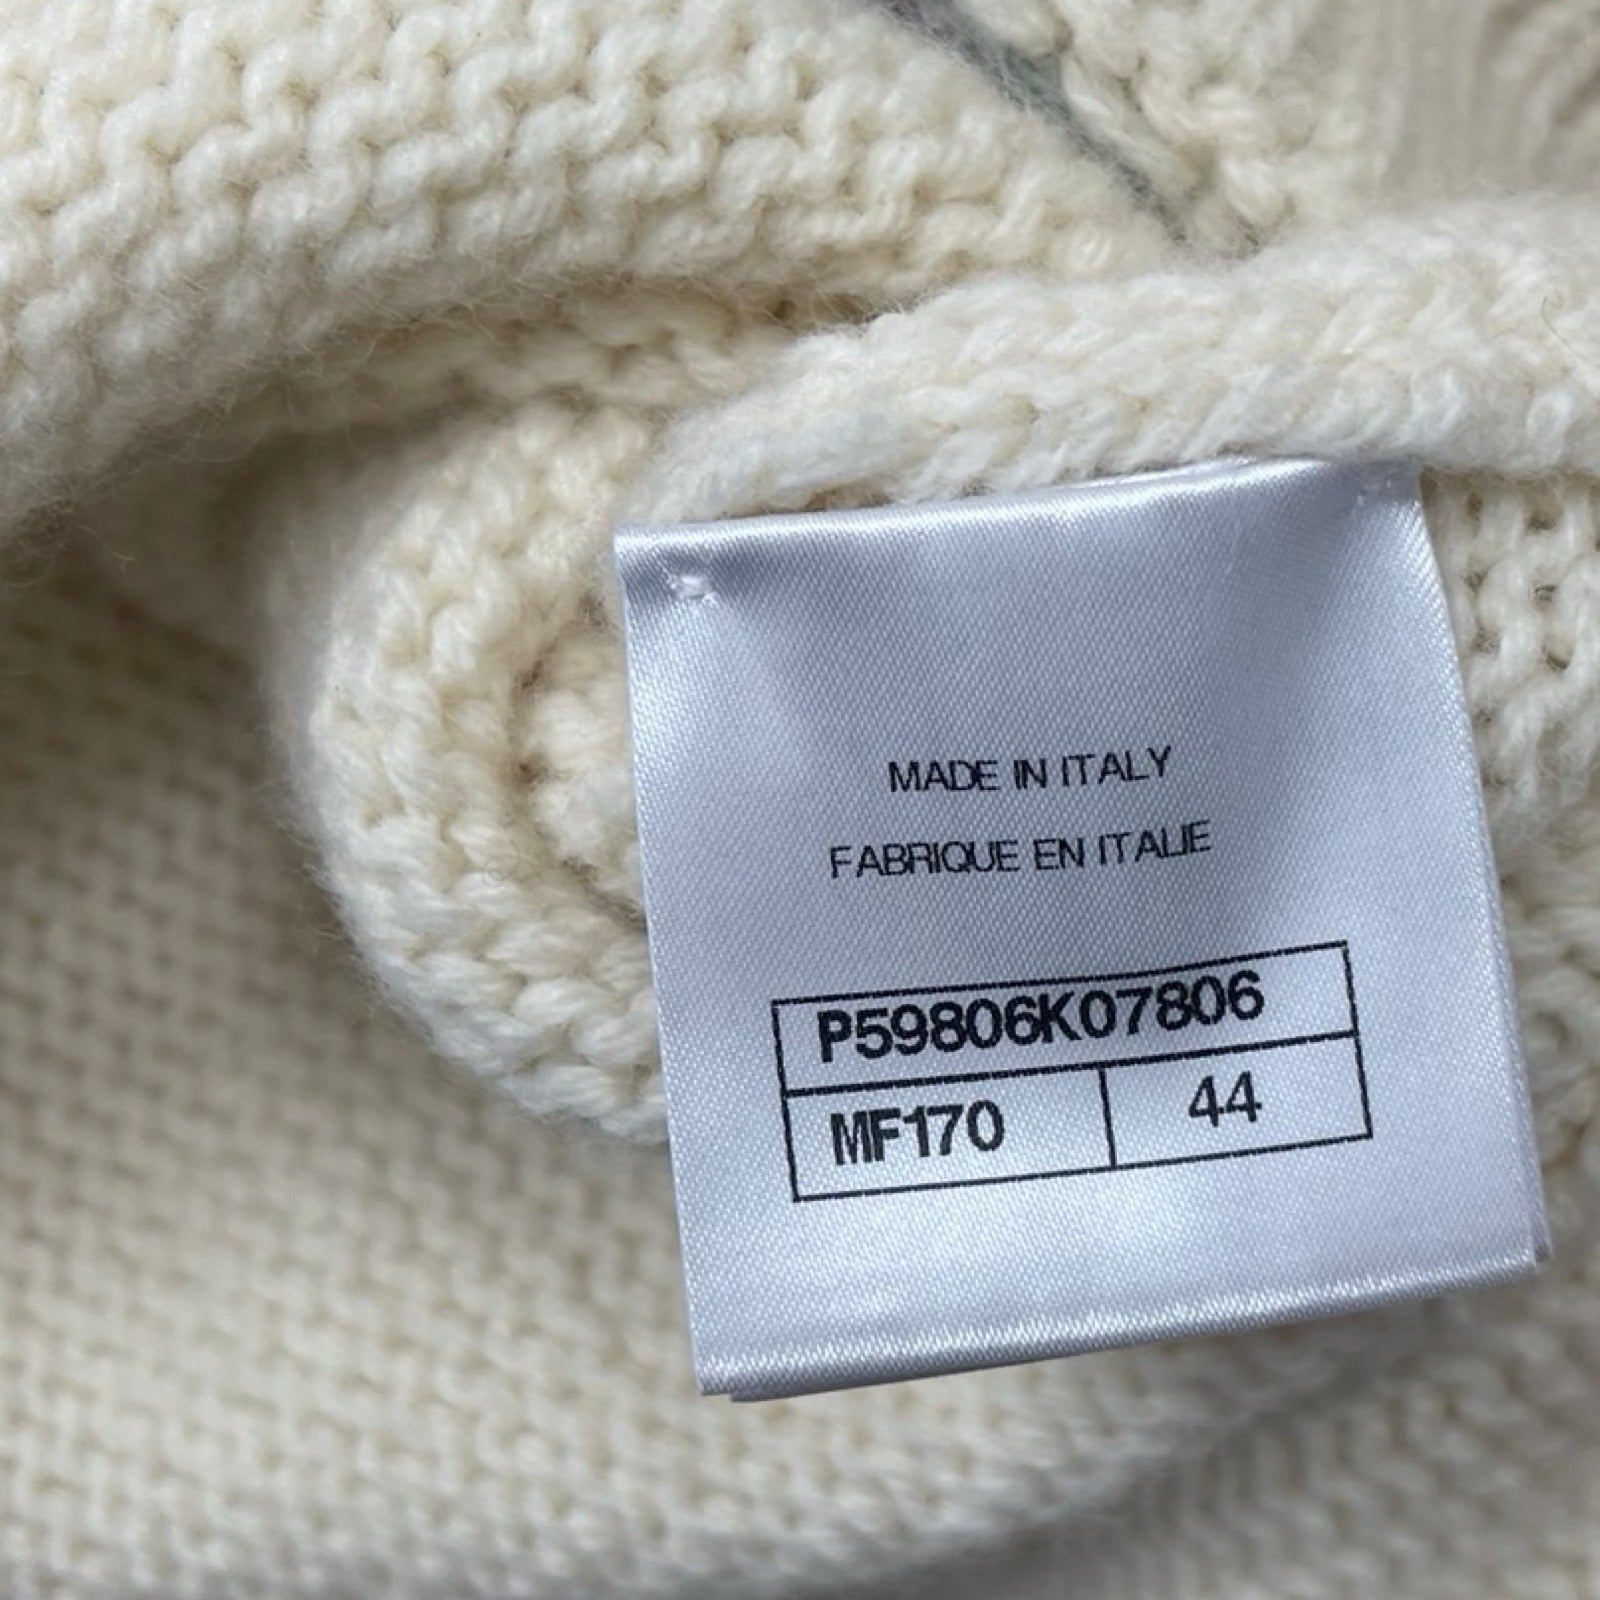 MADE IN ITALY
FABRIQUE EN ITALIE
P59806K07806
MF170 44